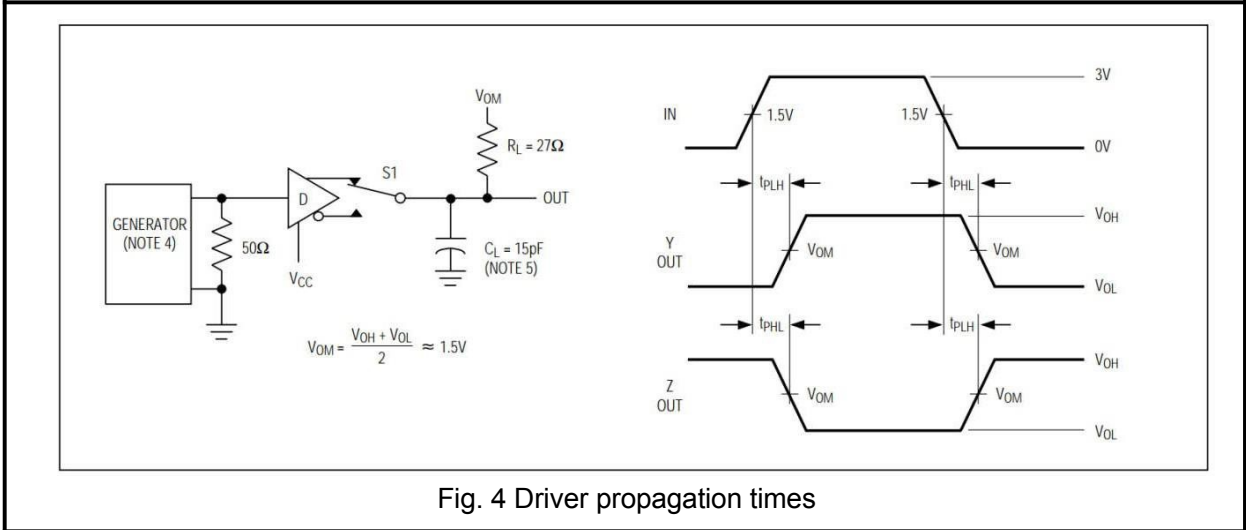 GENERATOR
(NOTE 4)
50Ω
D
VCC
S1
VOM
RL = 27Ω
OUT
CL = 15pF
(NOTE 5)
VOM = VOH + VOL / 2 ≈ 1.5V
IN
1.5V
1.5V
3V
0V
tPLH
tPHL
Y
OUT
VOM
VOM
VOH
VOL
tPHL
tPLH
Z
OUT
VOM
VOM
VOH
VOL
Fig. 4 Driver propagation times